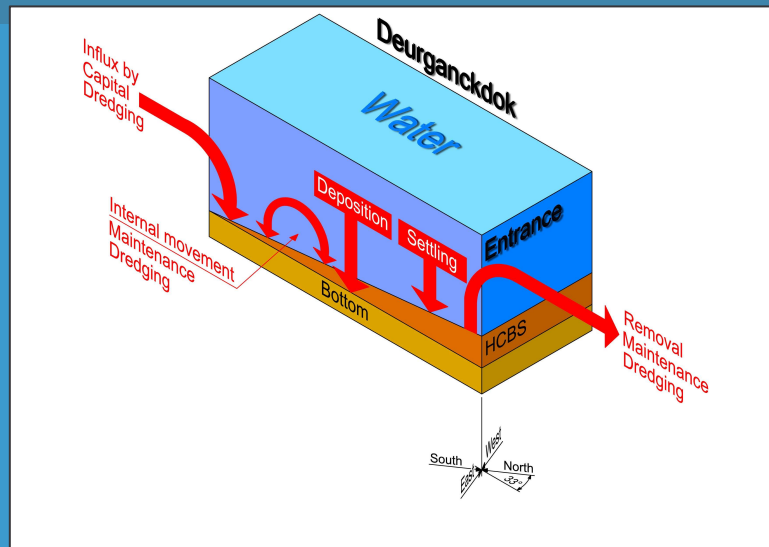 Deurganckdok
Influx by
Capital
Dredging
Water
Deposition
Settling
Entrance
Internal movement
Maintenance
Dredging
Bottom
HCBS
Removal
Maintenance
Dredging
West
South
North
East
33°